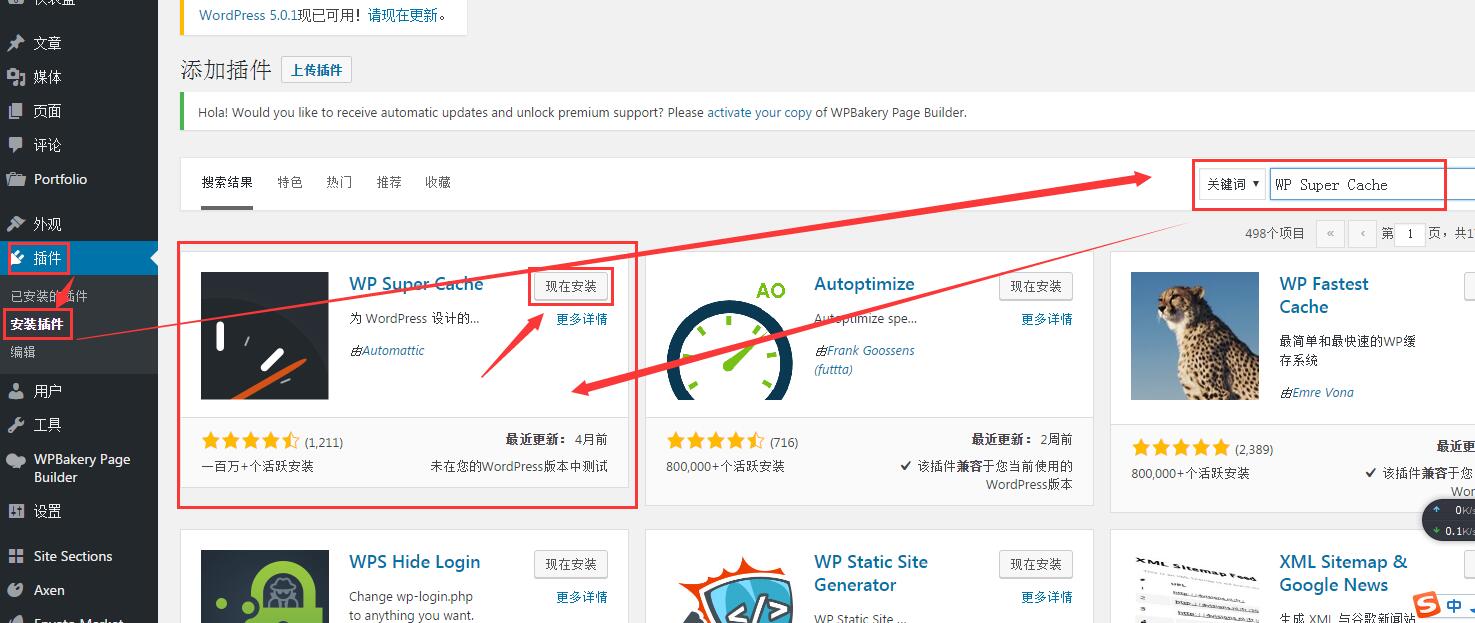 仪表盘
WordPress 5.0.1现已可用！请现在更新。
文章
媒体
页面
评论
Portfolio
外观
插件
已安装的插件
安装插件
编辑
用户
工具
WPBakery Page
Builder
设置
Site Sections
Axen
Envato Market
添加插件
上传插件
Hola! Would you like to receive automatic updates and unlock premium support? Please activate your copy of WPBakery Page Builder.
搜索结果 特色 热门 推荐 收藏
关键词 ▼ WP Super Cache
498个项目 « ‹ 第 1 页，共1
WP Super Cache
现在安装
为 WordPress 设计的...
更多详情
由Automattic
(1,211)
最近更新： 4月前
一百万+个活跃安装
未在您的WordPress版本中测试
AO
Autoptimize
现在安装
Autoptimize spe...
更多详情
由Frank Goossens
(futtta)
(716)
最近更新： 2周前
800,000+个活跃安装
✔ 该插件兼容于您当前使用的
WordPress版本
WP Fastest
Cache
最简单和最快速的WP缓
存系统
由Emre Vona
(2,389)
最近更
800,000+个活跃安装
✔ 该插件兼容于您
Wor
0K/s
0.1K/s
WPS Hide Login
现在安装
Change wp-login.php
更多详情
to anything you want.
WP Static Site
Generator
现在安装
更多详情
WP Static Site ...
</>
XML Sitemap Feed
URL
XML Sitemap &
Google News
生成 XML 与谷歌新闻站
S 中